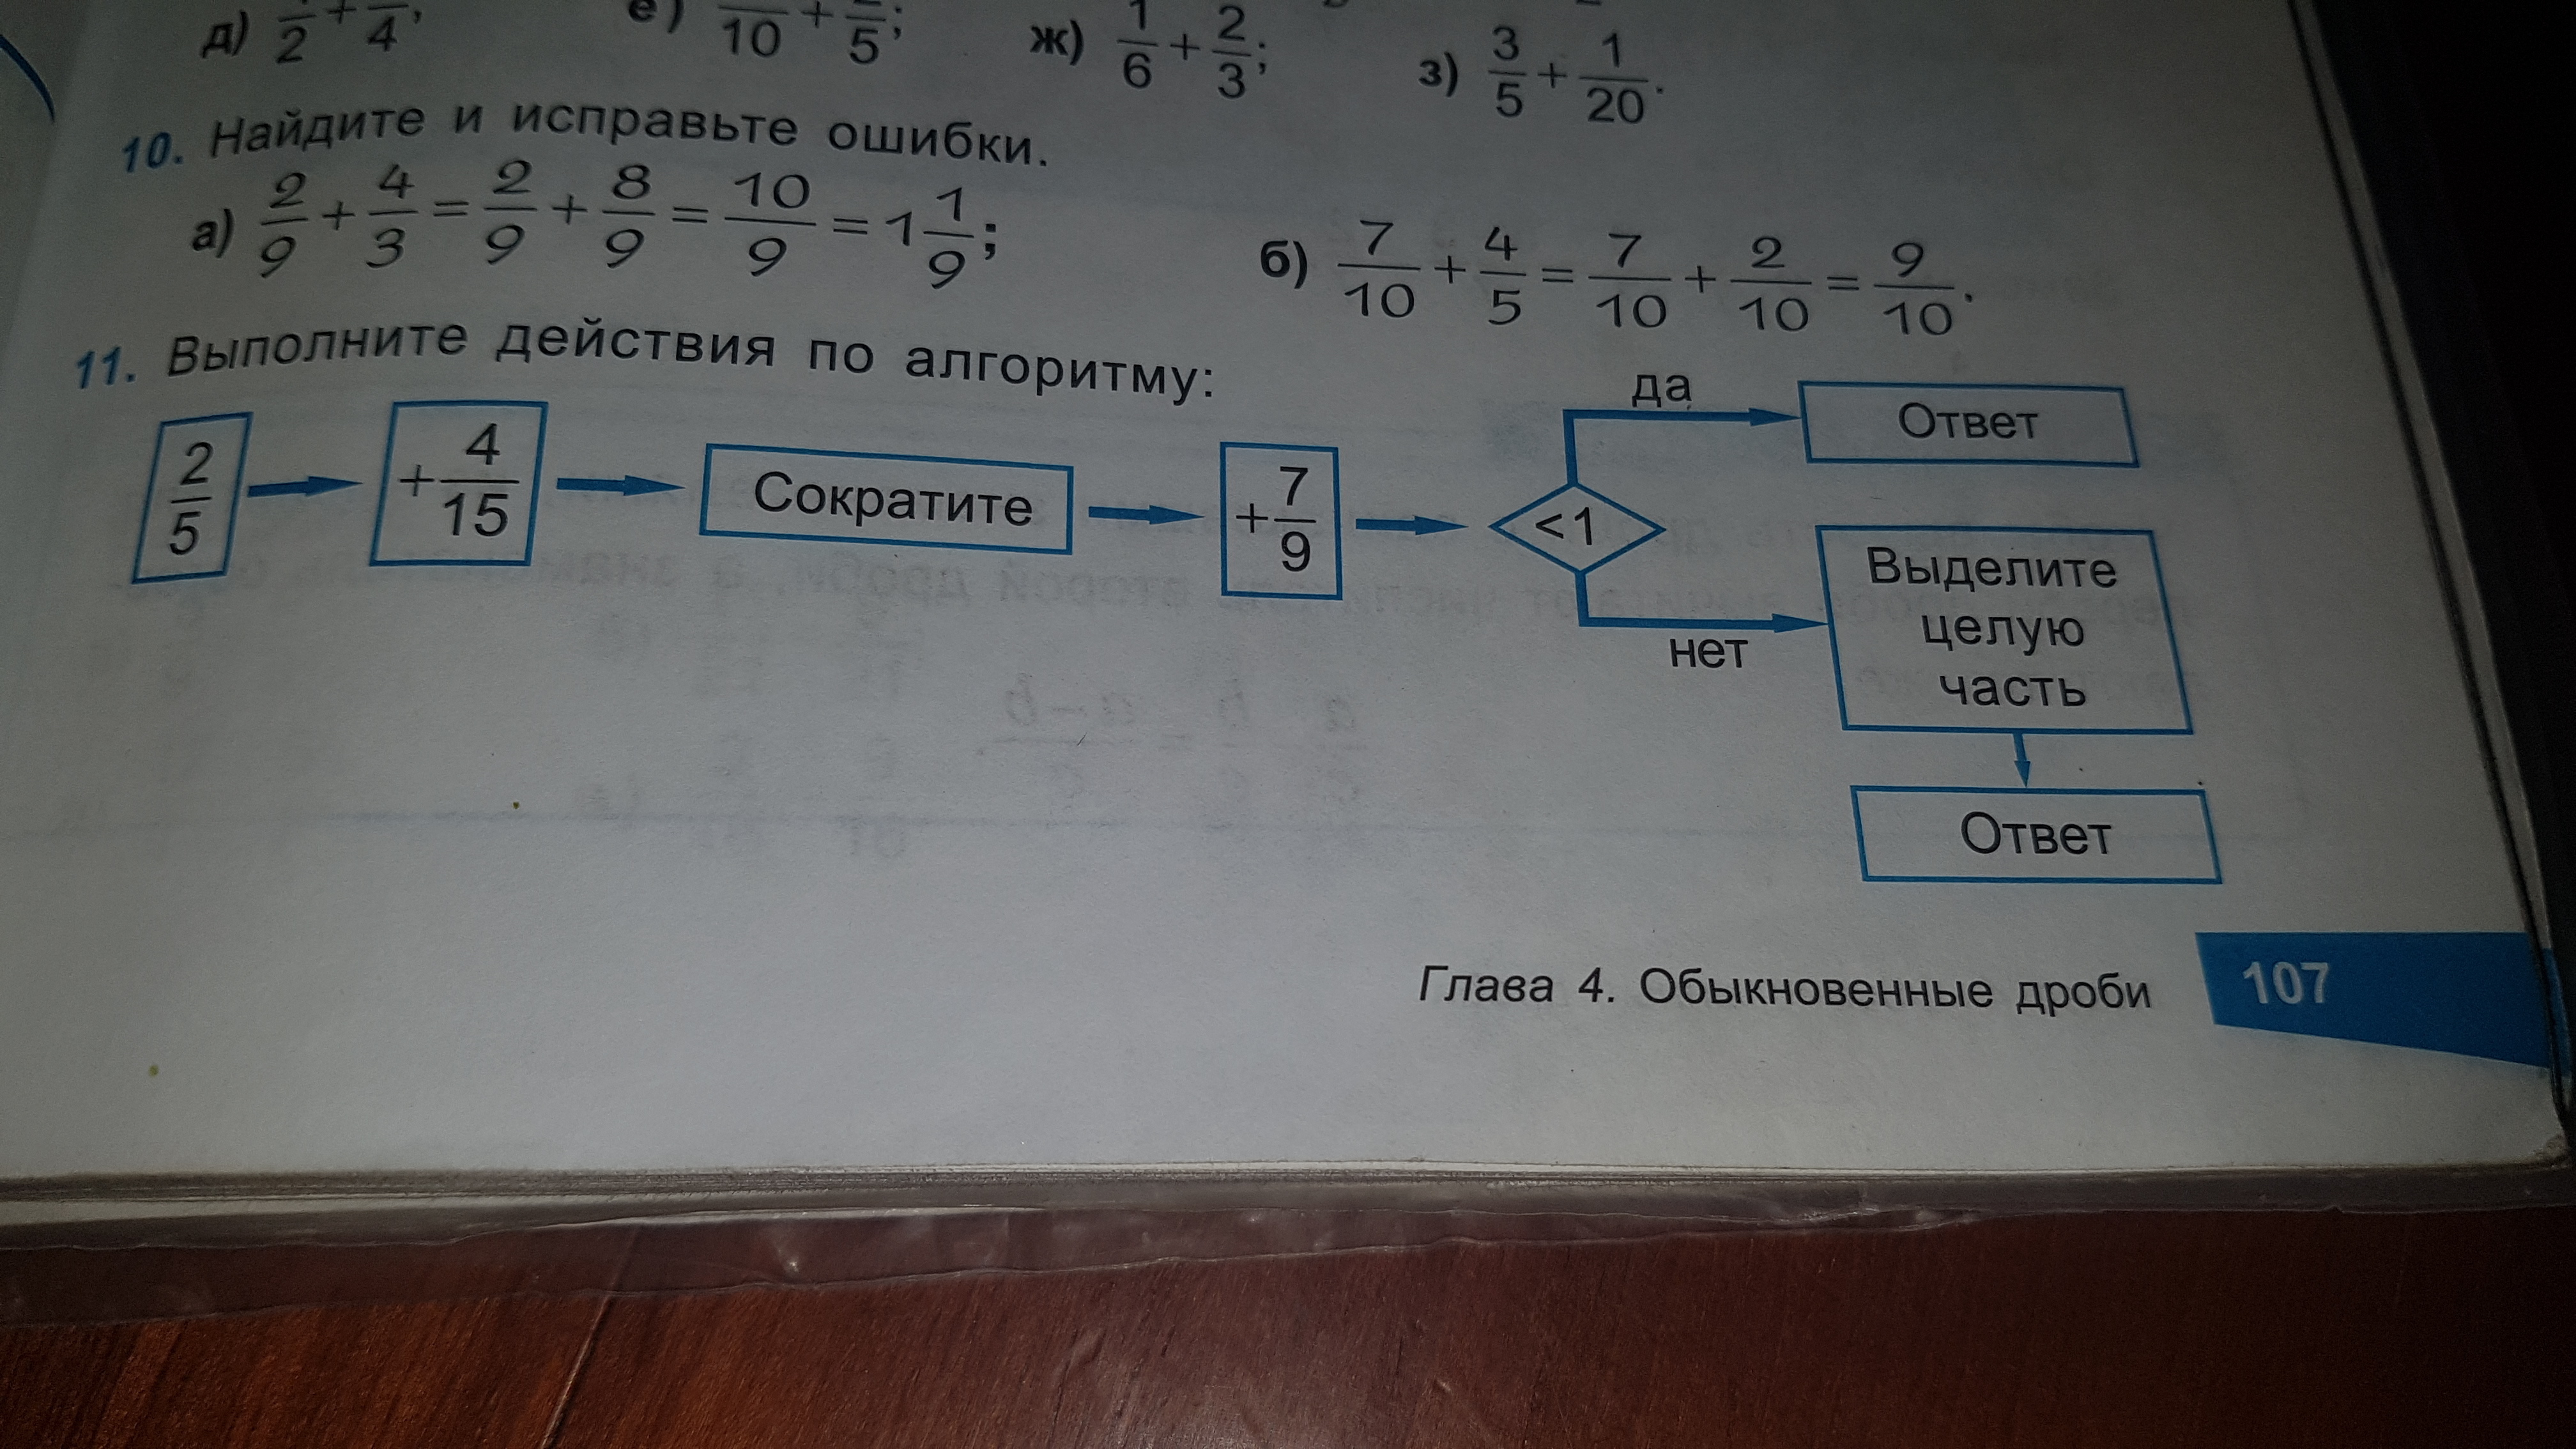 д) 1/2 + /4;
е) /10 + /5;
ж) 1/6 + 2/3;
з) 3/5 + 1/20.
10. Найдите и исправьте ошибки.
а) 2/9 + 4/3 = 2/9 + 8/9 = 10/9 = 1 1/9;
б) 7/10 + 4/5 = 7/10 + 2/10 = 9/10.
11. Выполните действия по алгоритму:
2/5
+ 4/15
Сократите
+ 7/9
<1
да
Ответ
нет
Выделите
целую
часть
Ответ
Глава 4. Обыкновенные дроби
107